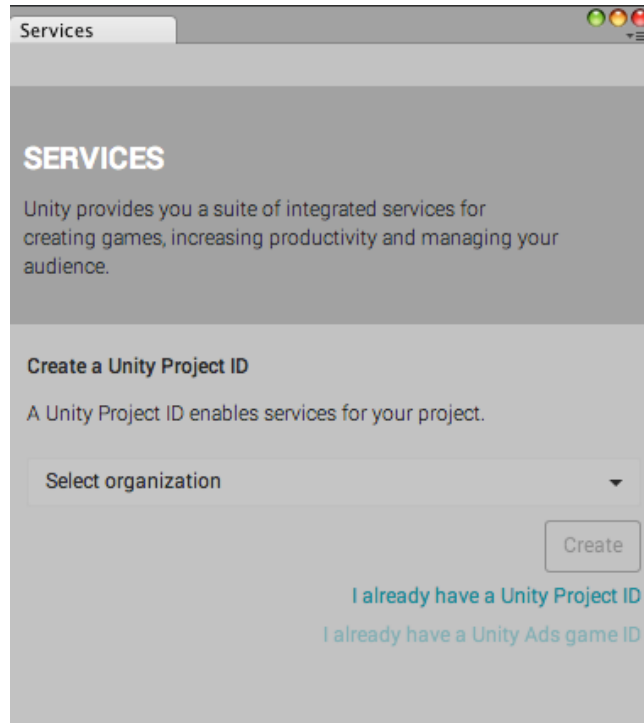 Services
SERVICES
Unity provides you a suite of integrated services for
creating games, increasing productivity and managing your
audience.
Create a Unity Project ID
A Unity Project ID enables services for your project.
Select organization
Create
I already have a Unity Project ID
I already have a Unity Ads game ID